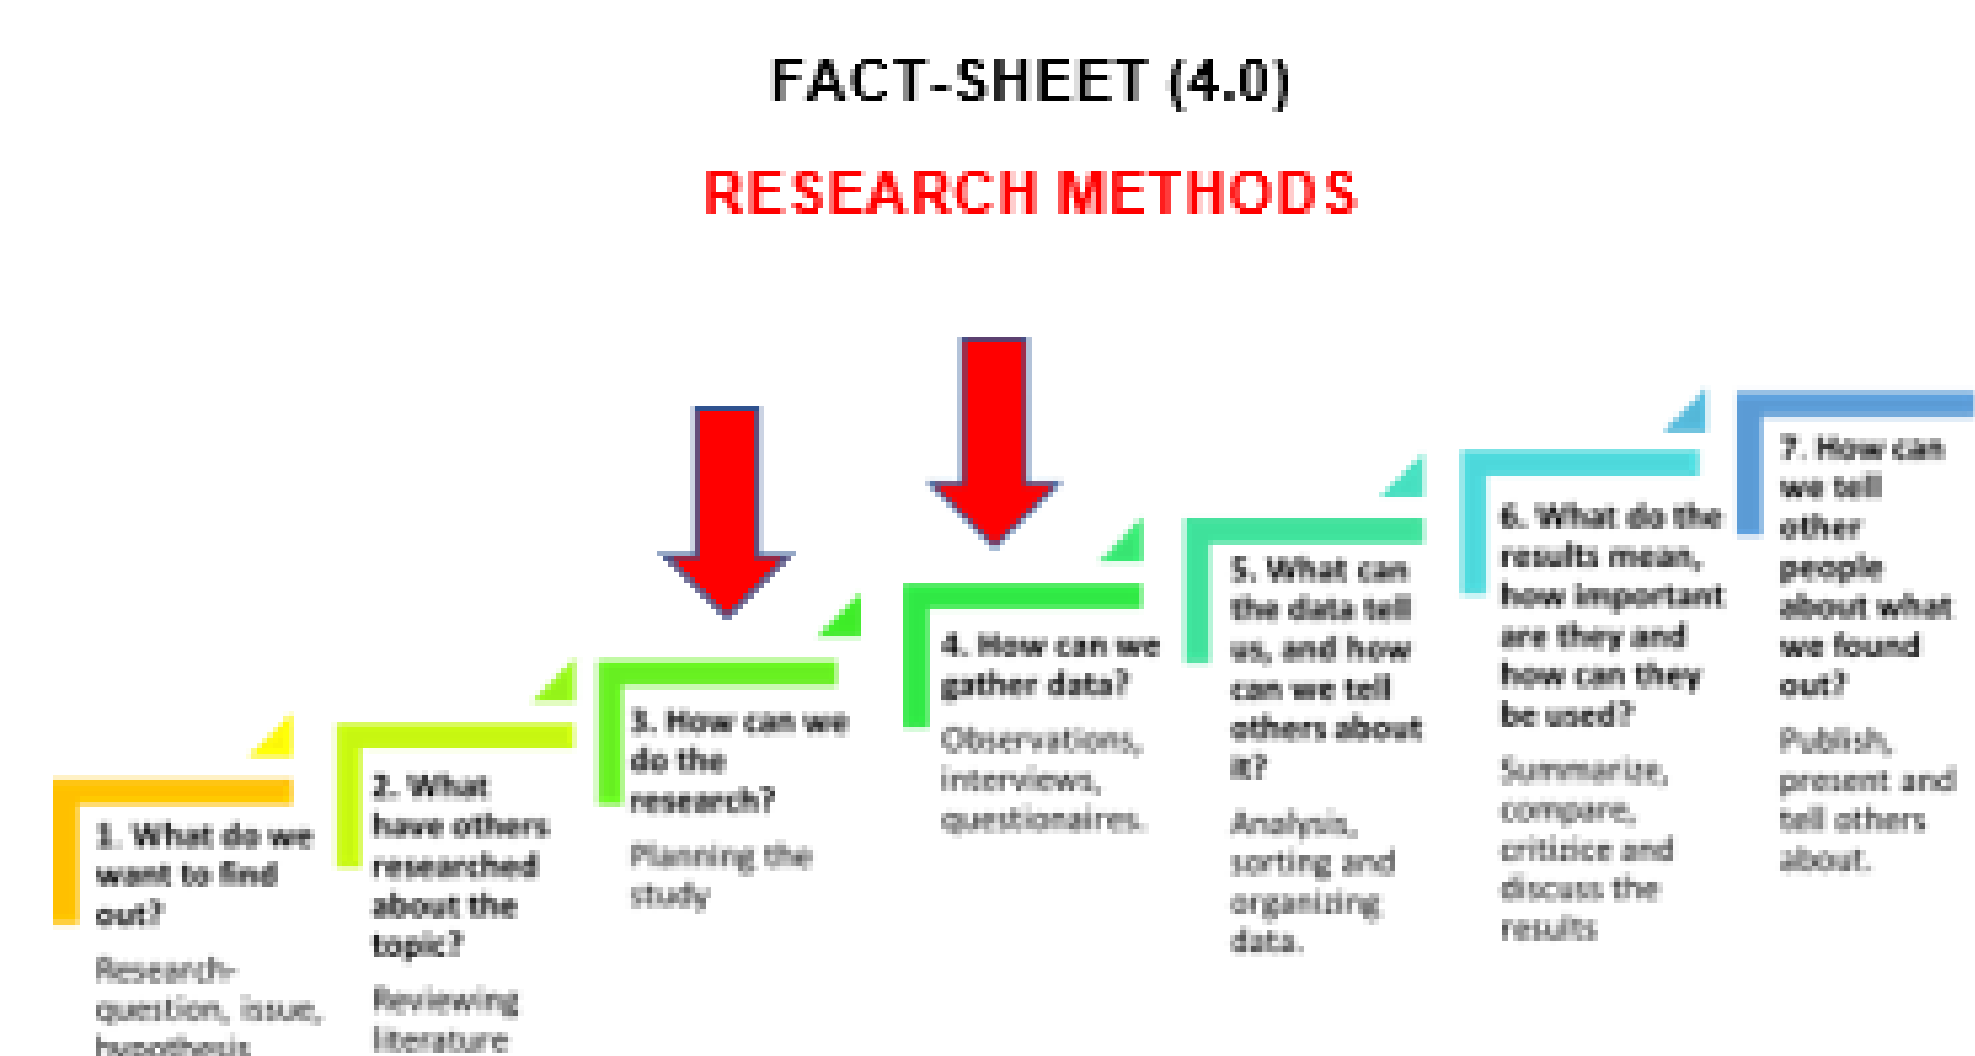 FACT-SHEET (4.0)
RESEARCH METHODS
1. What do we
want to find
out?
Research-
question, issue,
hypothesis
2. What
have others
researched
about the
topic?
Reviewing
literature
3. How can we
do the
research?
Planning the
study
4. How can we
gather data?
Observations,
interviews,
questionaires.
5. What can
the data tell
us, and how
can we tell
others about
it?
Analysis,
sorting and
organizing
data.
6. What do the
results mean,
how important
are they and
how can they
be used?
Summarize,
compare,
critizice and
discuss the
results
7. How can
we tell
other
people
about what
we found
out?
Publish,
present and
tell others
about.